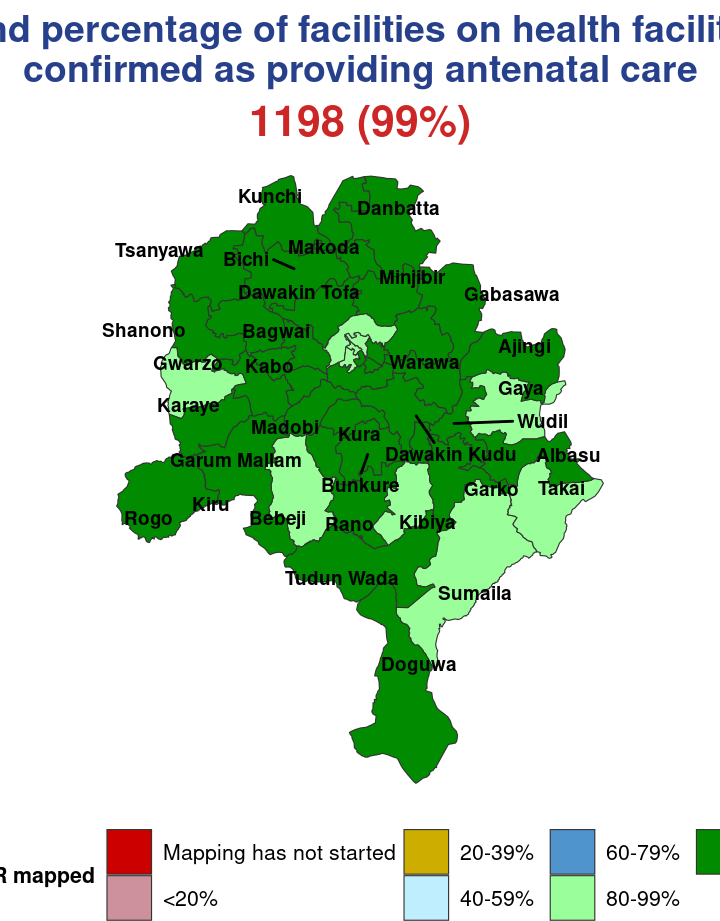 nd percentage of facilities on health facilit
confirmed as providing antenatal care
1198 (99%)
Kunchi
Danbatta
Tsanyawa
Makoda
Bichi
Minjibir
Dawakin Tofa
Gabasawa
Shanono
Bagwai
Ajingi
Gwarzo
Kabo
Warawa
Gaya
Karaye
Wudil
Madobi
Kura
Dawakin Kudu
Albasu
Garum Mallam
Bunkure
Garko
Takai
Kiru
Rogo
Bebeji
Rano
Kibiya
Tudun Wada
Sumaila
Doguwa
R mapped
Mapping has not started
20-39%
60-79%
<20%
40-59%
80-99%